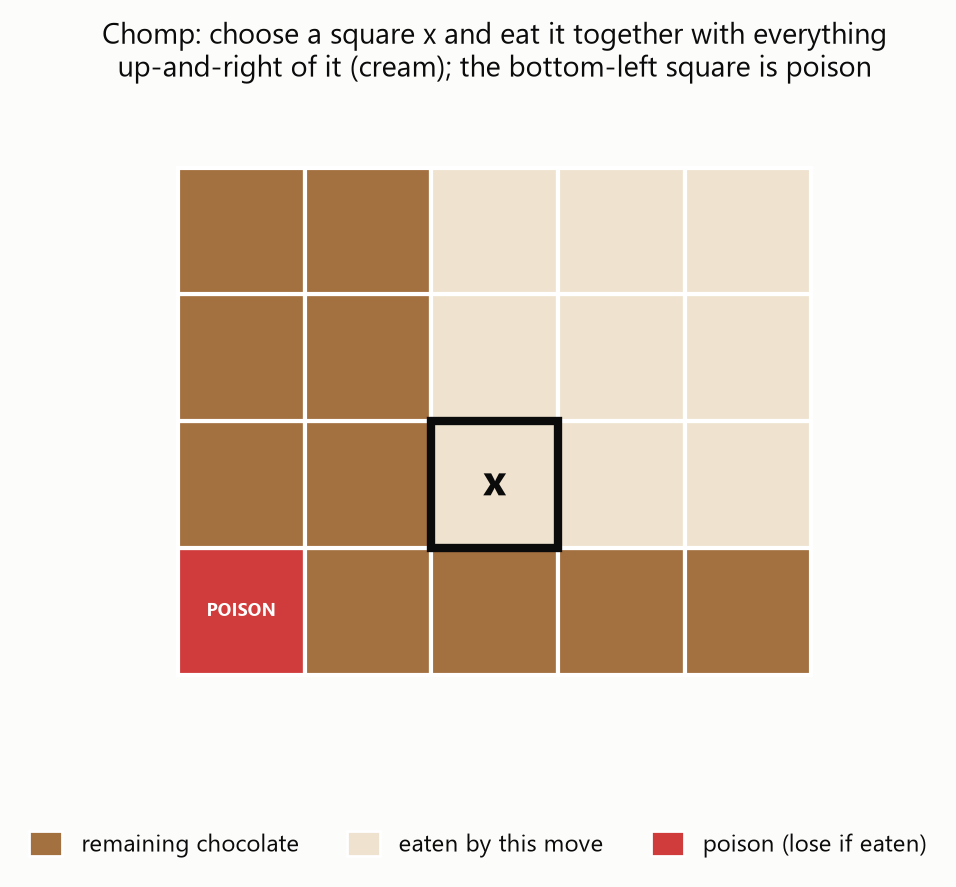 Chomp: choose a square x and eat it together with everything
up-and-right of it (cream); the bottom-left square is poison
x
POISON
remaining chocolate
eaten by this move
poison (lose if eaten)